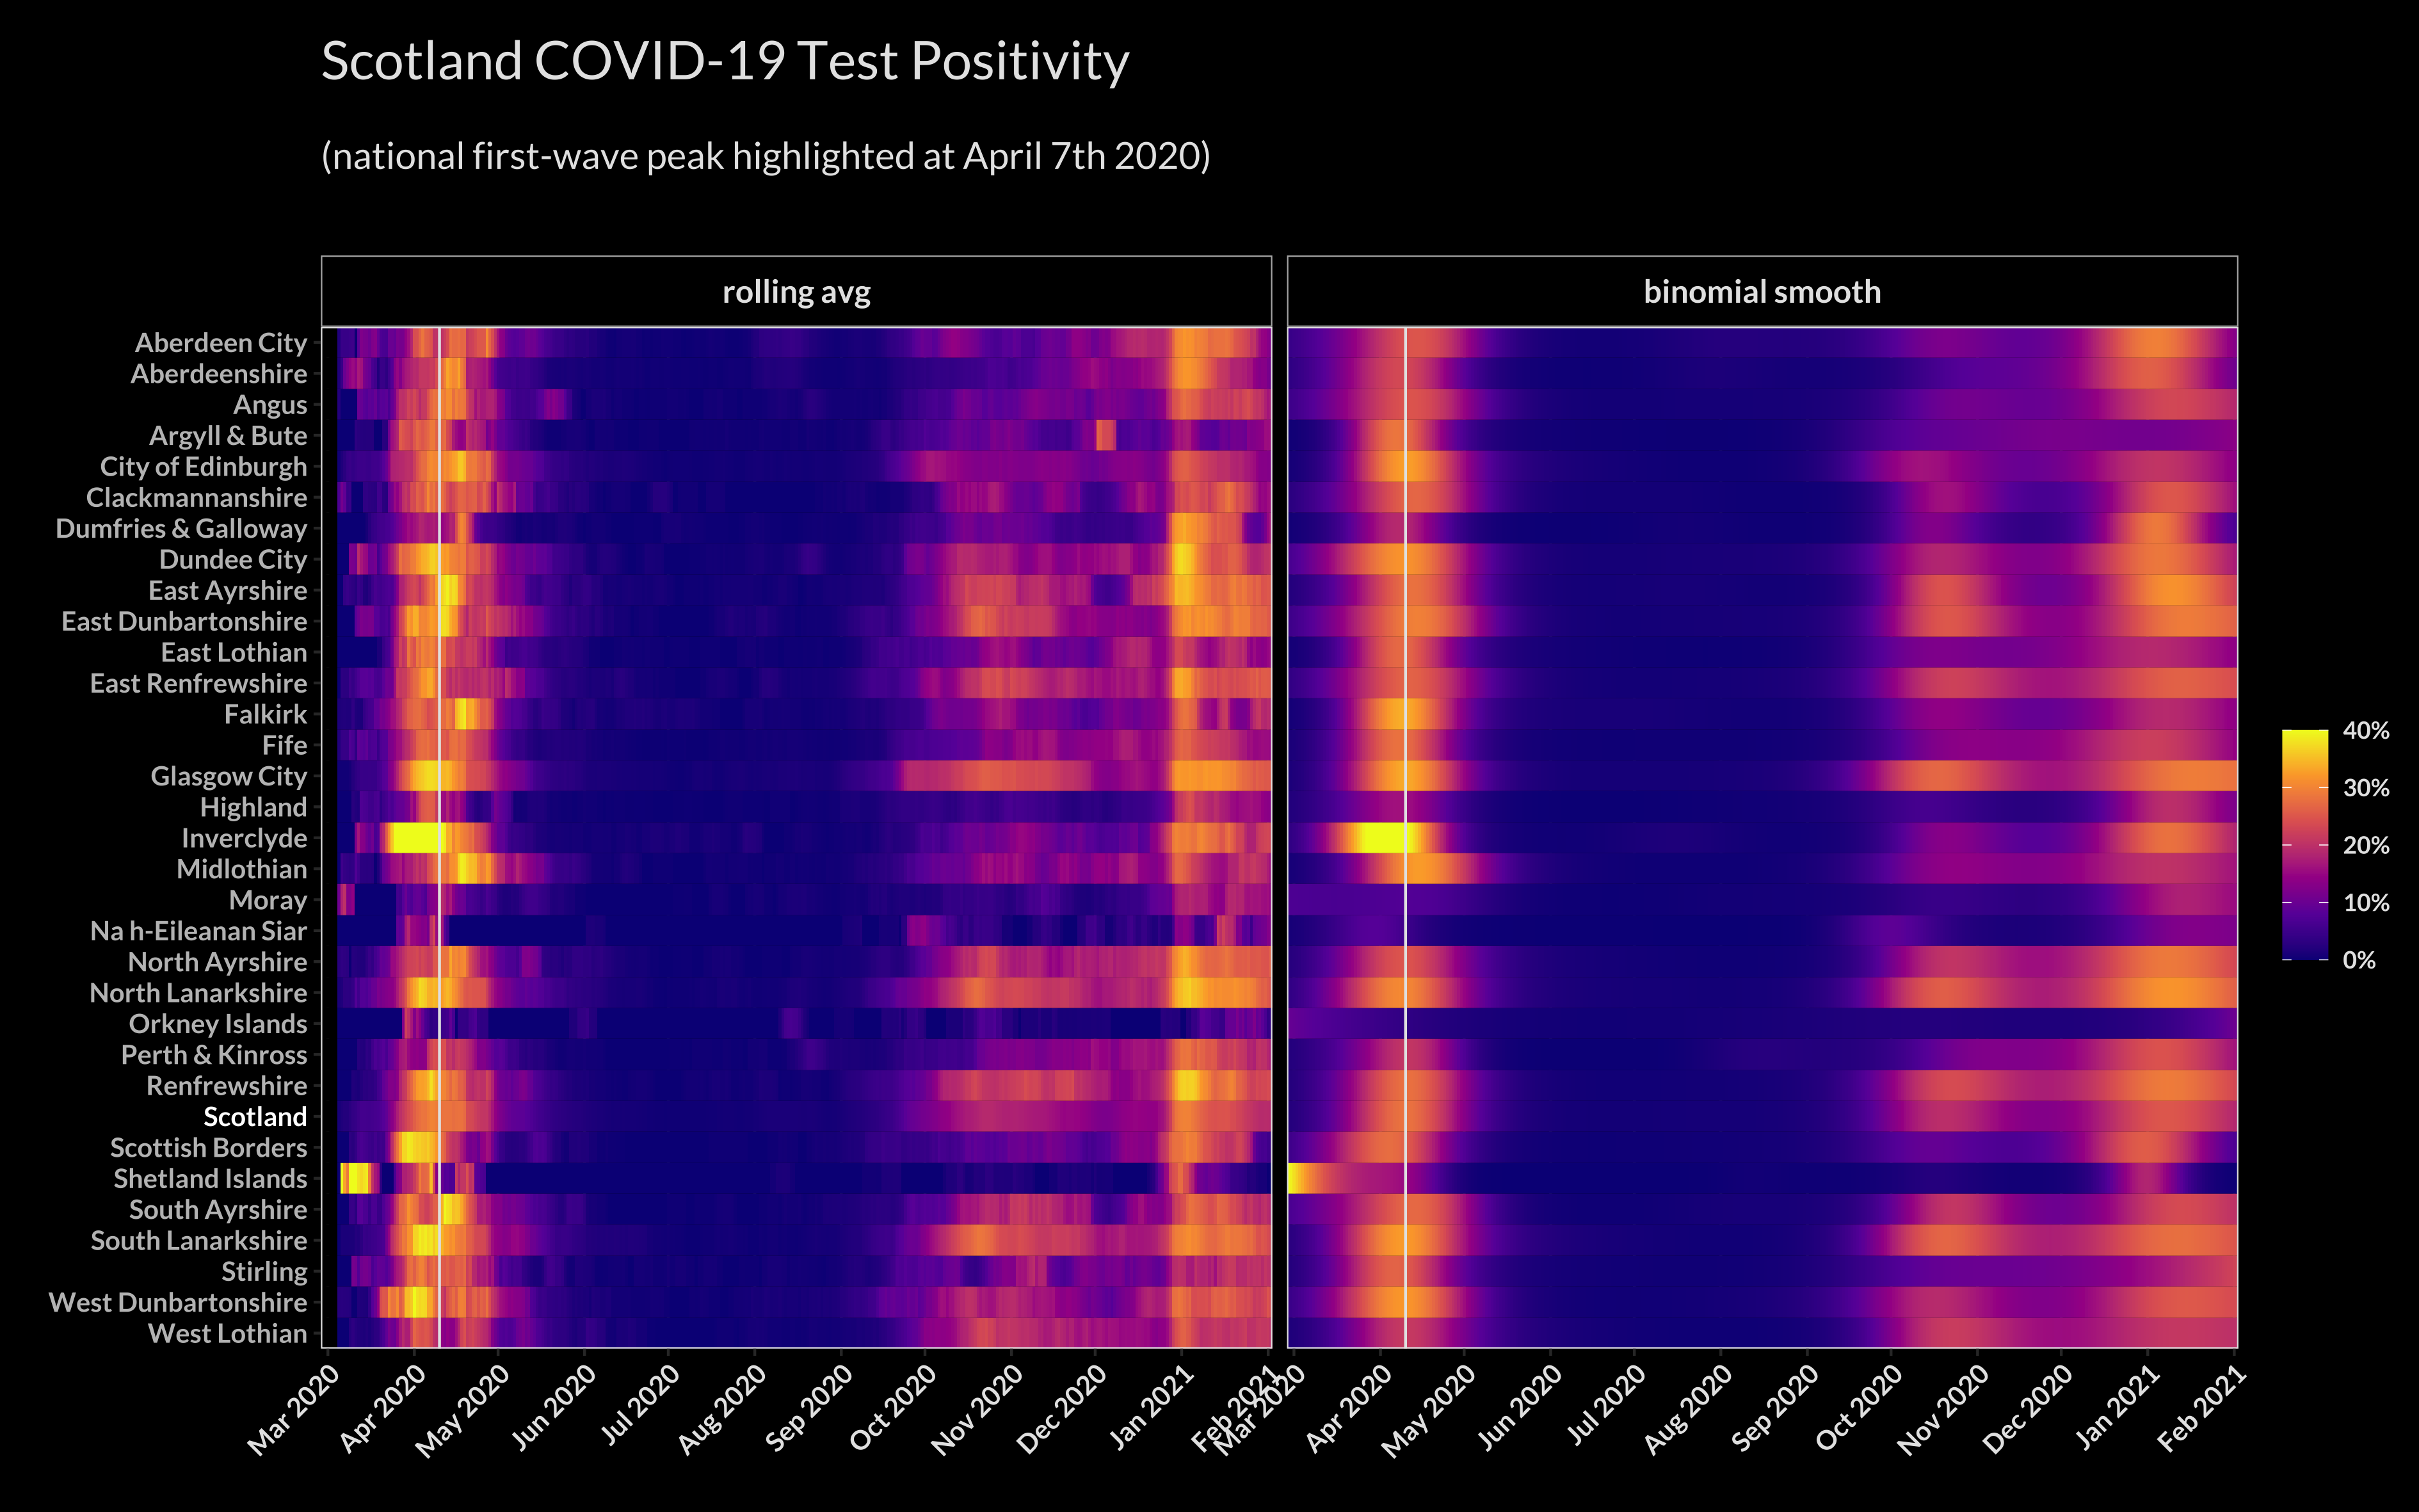 Scotland COVID-19 Test Positivity
(national first-wave peak highlighted at April 7th 2020)
rolling avg
binomial smooth
Aberdeen City
Aberdeenshire
Angus
Argyll & Bute
City of Edinburgh
Clackmannanshire
Dumfries & Galloway
Dundee City
East Ayrshire
East Dunbartonshire
East Lothian
East Renfrewshire
Falkirk
Fife
Glasgow City
Highland
Inverclyde
Midlothian
Moray
Na h-Eileanan Siar
North Ayrshire
North Lanarkshire
Orkney Islands
Perth & Kinross
Renfrewshire
Scotland
Scottish Borders
Shetland Islands
South Ayrshire
South Lanarkshire
Stirling
West Dunbartonshire
West Lothian
Mar 2020
Apr 2020
May 2020
Jun 2020
Jul 2020
Aug 2020
Sep 2020
Oct 2020
Nov 2020
Dec 2020
Jan 2021
Feb 2021
Mar 2020
Apr 2020
May 2020
Jun 2020
Jul 2020
Aug 2020
Sep 2020
Oct 2020
Nov 2020
Dec 2020
Jan 2021
Feb 2021
40%
30%
20%
10%
0%